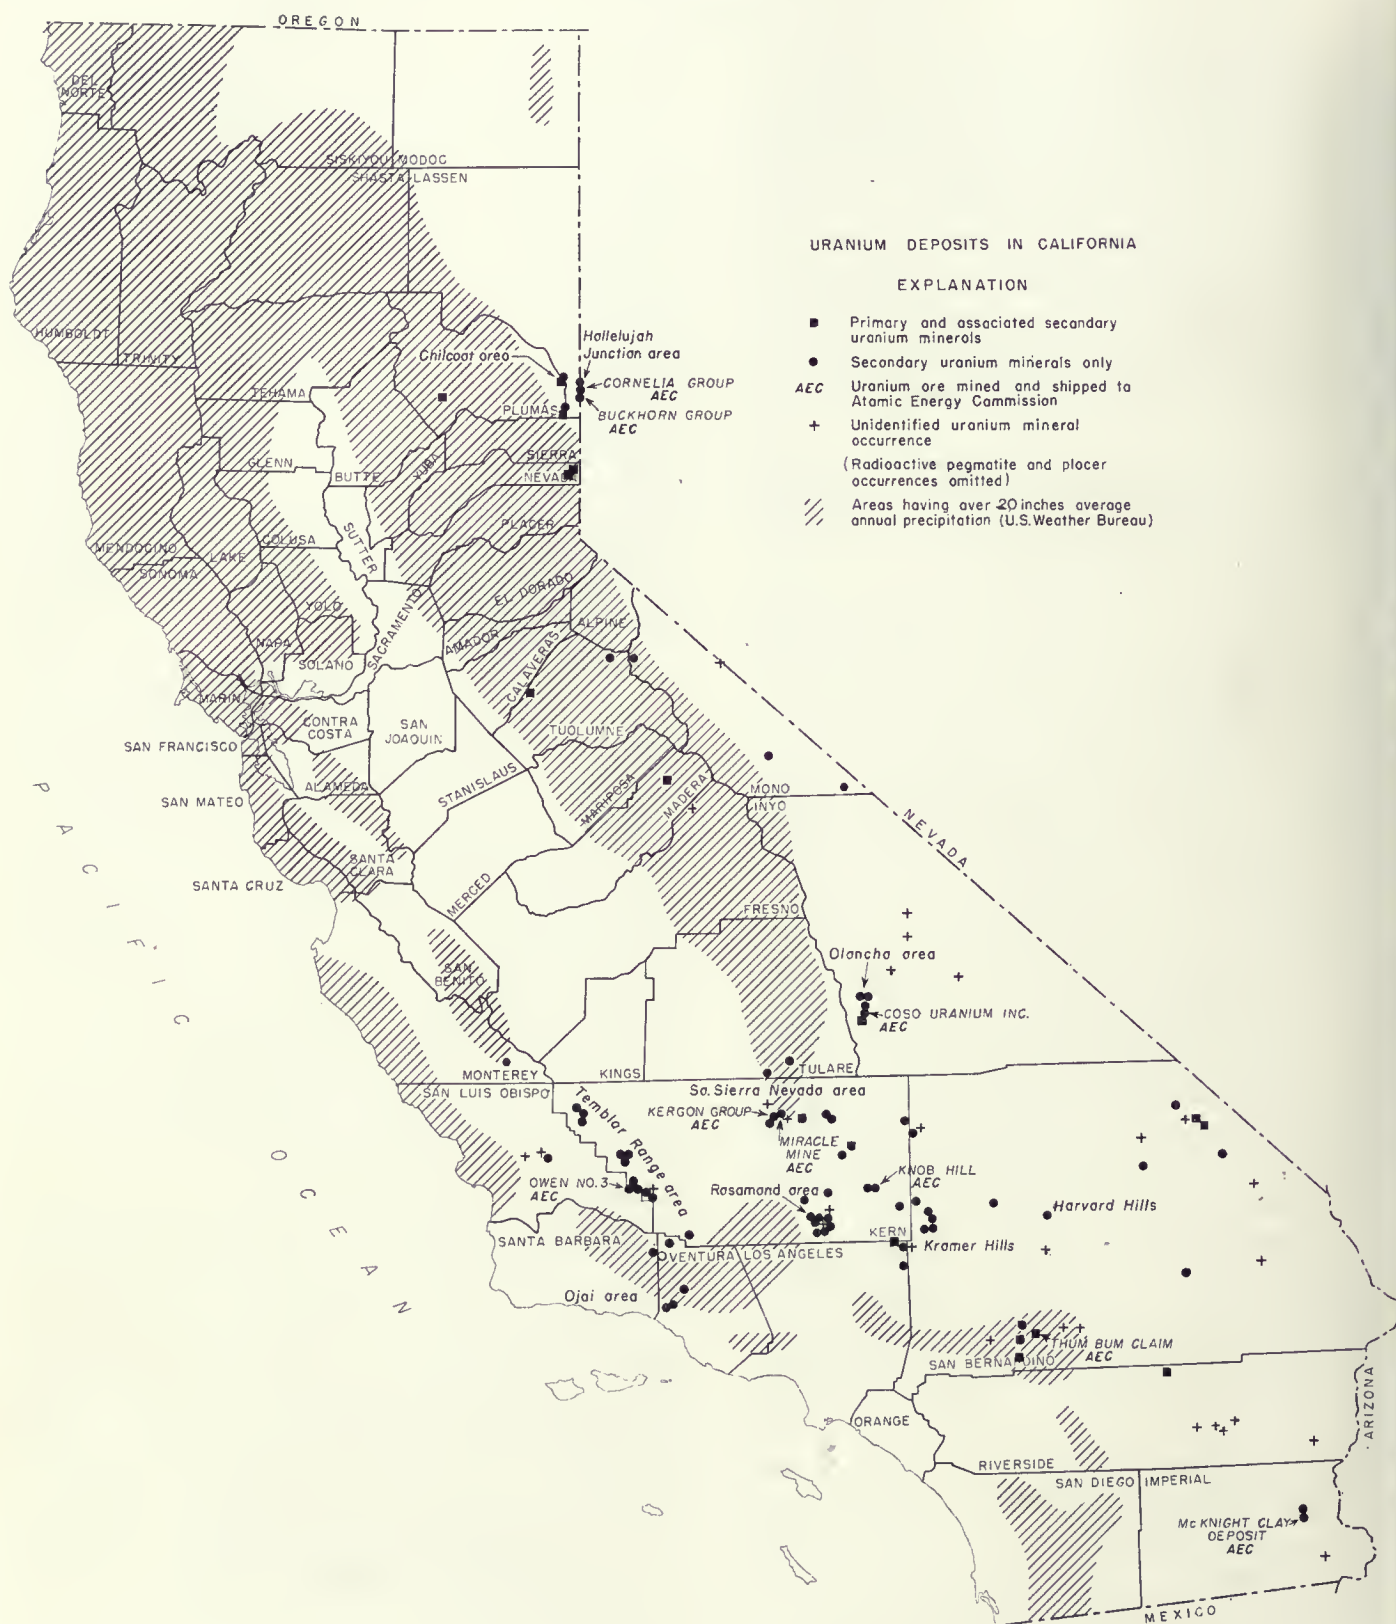 OREGON
DEL
NORTE
SISKIYOU MODOC
SHASTA LASSEN
URANIUM DEPOSITS IN CALIFORNIA
EXPLANATION
Primary and associated secondary
uranium minerals
Secondary uranium minerals only
AEC Uranium ore mined and shipped to
Atomic Energy Commission
+ Unidentified uranium mineral
occurrence
(Radioactive pegmatite and placer
occurrences omitted)
Areas having over 20 inches average
annual precipitation (U.S. Weather Bureau)
HUMBOLDT
TRINITY
Hallelujah
Junction area
Chilcoat area
CORNELIA GROUP
AEC
TEHAMA
PLUMAS
BUCKHORN GROUP
AEC
GLENN
BUTTE
YUBA
SIERRA
NEVADA
PLACER
SUTTER
COLUSA
MENDOCINO
LAKE
SONOMA
YOLO
SACRAMENTO
EL DORADO
NAPA
SOLANO
AMADOR
ALPINE
CALAVERAS
MARIN
CONTRA
COSTA
SAN
JOAQUIN
TUOLUMNE
SAN FRANCISCO
ALAMEDA
STANISLAUS
MARIPOSA
MADERA
MONO
INYO
SAN MATEO
NEVADA
PACIFIC
OCEAN
SANTA
CLARA
SANTA CRUZ
MERCED
FRESNO
SAN
BENITO
Olancha area
COSO URANIUM INC.
AEC
MONTEREY
KINGS
TULARE
SAN LUIS OBISPO
So. Sierra Nevada area
Temblor Range area
KERGON GROUP
AEC
MIRACLE
MINE
AEC
OWEN NO. 3
AEC
KNOB HILL
AEC
Rosamond area
Harvard Hills
SANTA BARBARA
KERN
Kramer Hills
VENTURA LOS ANGELES
Ojai area
THUM BUM CLAIM
AEC
SAN BERNARDINO
ORANGE
ARIZONA
RIVERSIDE
SAN DIEGO IMPERIAL
McKNIGHT CLAY
DEPOSIT
AEC
MEXICO